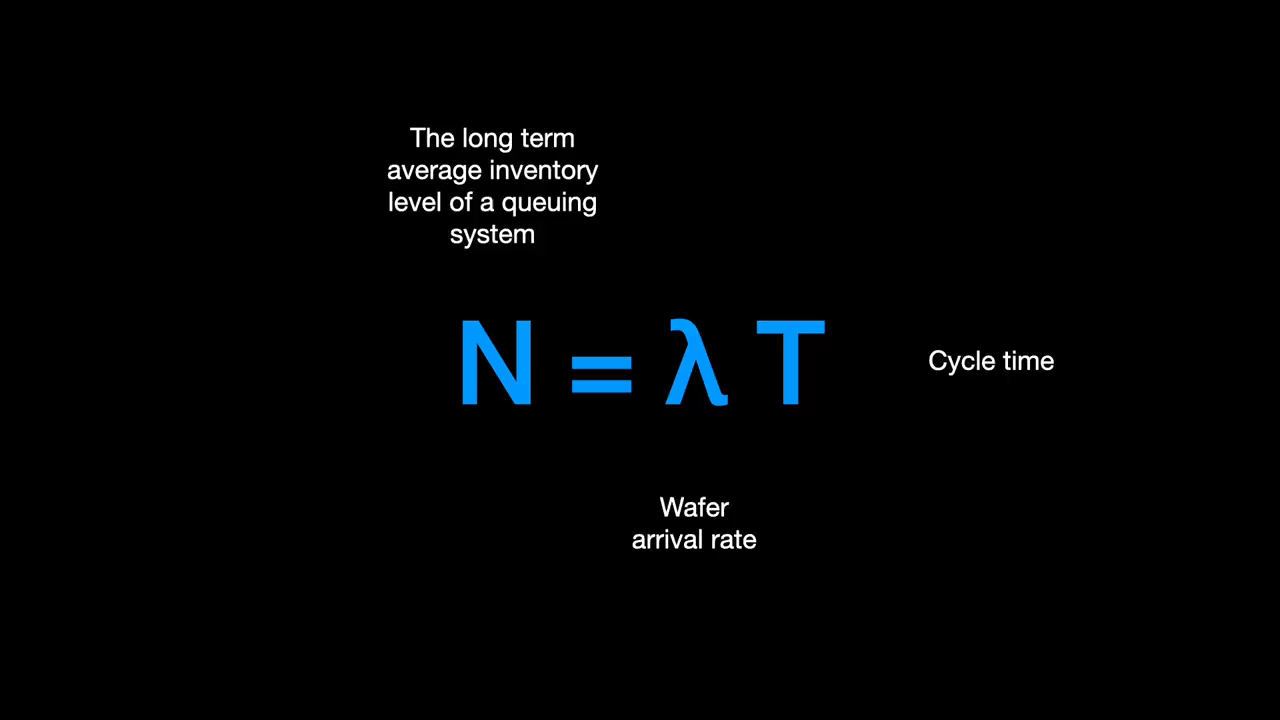 The long term
average inventory
level of a queuing
system
N = λ T
Cycle time
Wafer
arrival rate